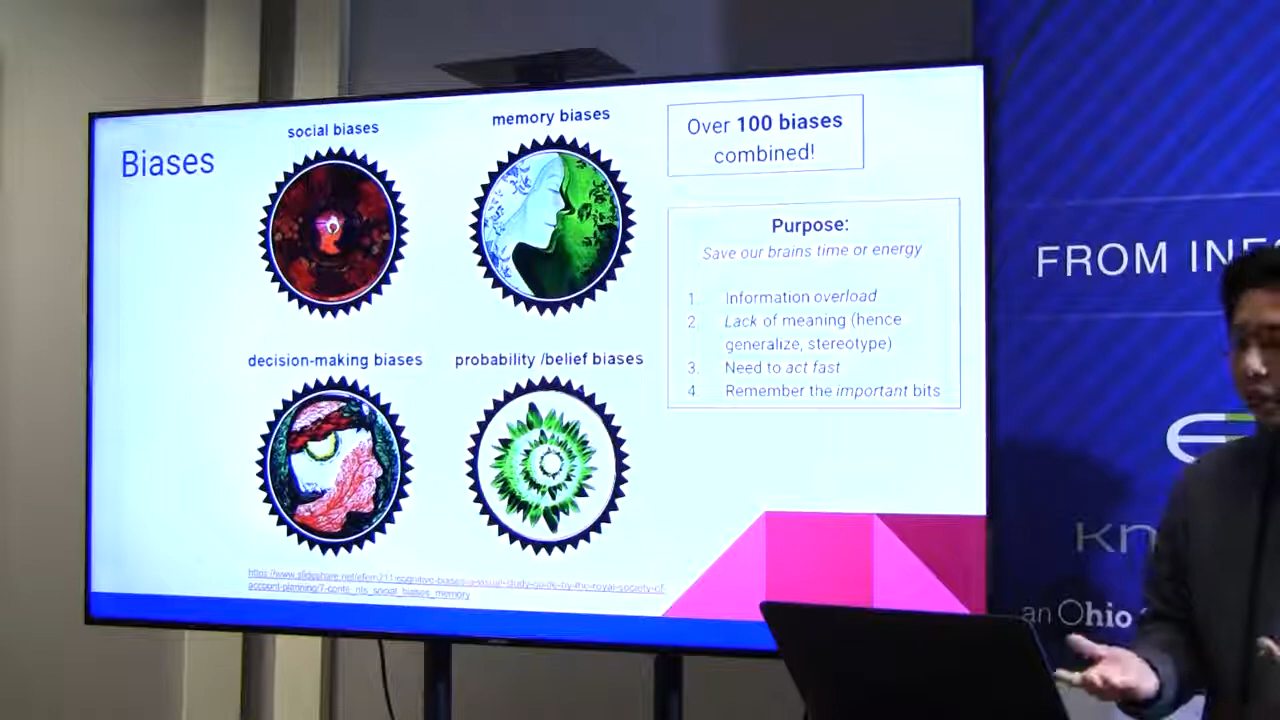 Biases
social biases
memory biases
decision-making biases
probability /belief biases
Over 100 biases
combined!
Purpose:
Save our brains time or energy
1. Information overload
2. Lack of meaning (hence
generalize, stereotype)
3. Need to act fast
4. Remember the important bits
FROM
an Ohio